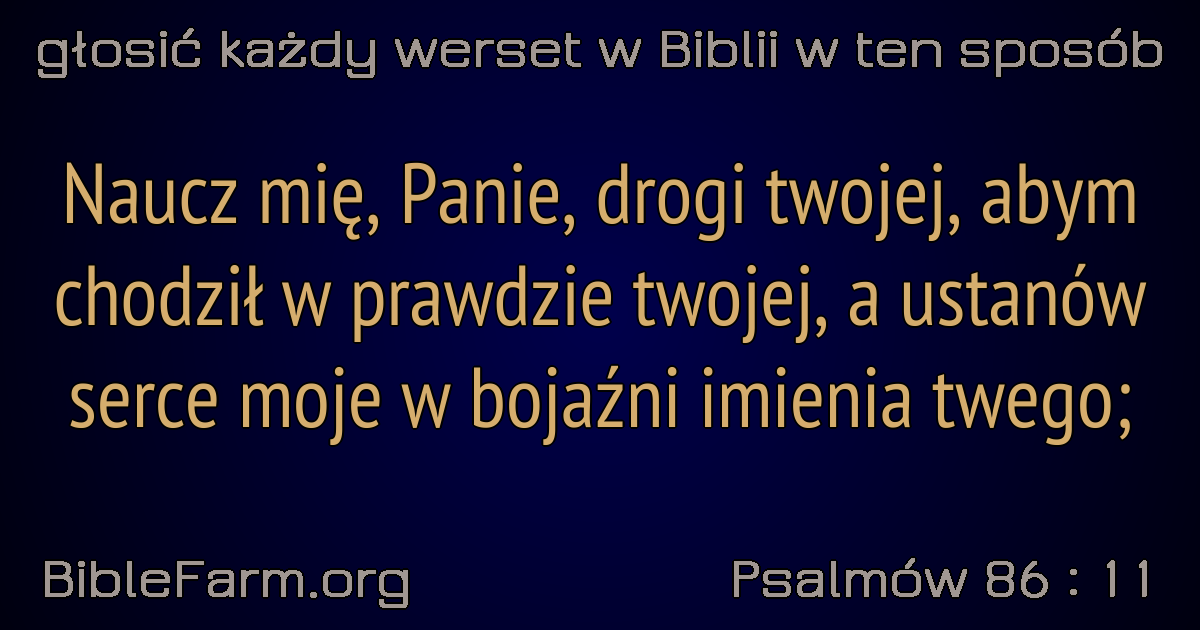 głosić każdy werset w Biblii w ten sposób
Naucz mię, Panie, drogi twojej, abym
chodził w prawdzie twojej, a ustanów
serce moje w bojaźni imienia twego;
BibleFarm.org
Psalmów 86 : 11